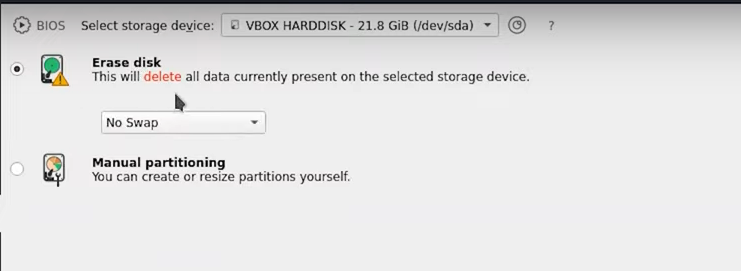 BIOS Select storage device: VBOX HARDDISK - 21.8 GiB (/dev/sda) ?
Erase disk
This will delete all data currently present on the selected storage device.
No Swap
Manual partitioning
You can create or resize partitions yourself.